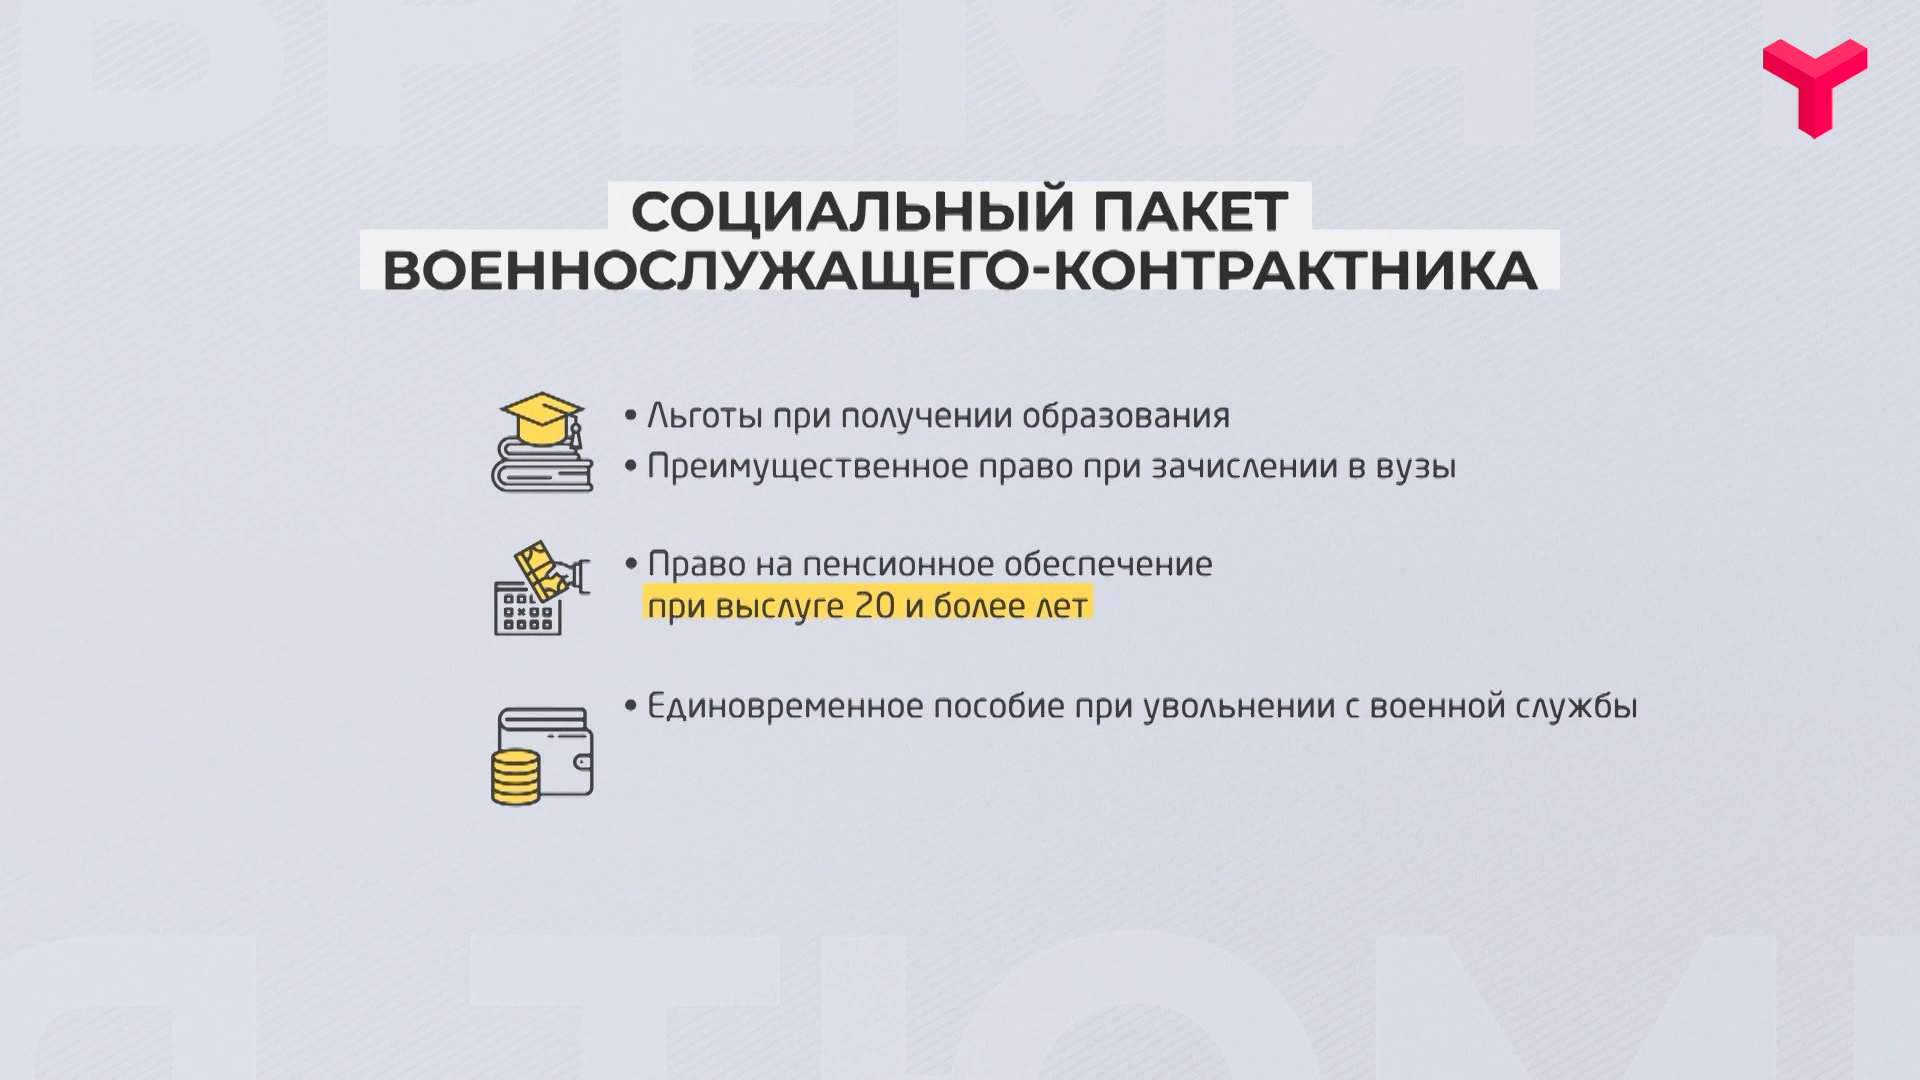 ВРЕМЯ
СОЦИАЛЬНЫЙ ПАКЕТ
ВОЕННОСЛУЖАЩЕГО-КОНТРАКТНИКА
• Льготы при получении образования
• Преимущественное право при зачислении в вузы
• Право на пенсионное обеспечение
при выслуге 20 и более лет
• Единовременное пособие при увольнении с военной службы